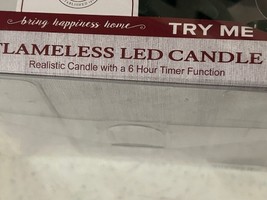 bring happiness home
TRY ME
FLAMELESS LED CANDLE
Realistic Candle with a 6 Hour Timer Function